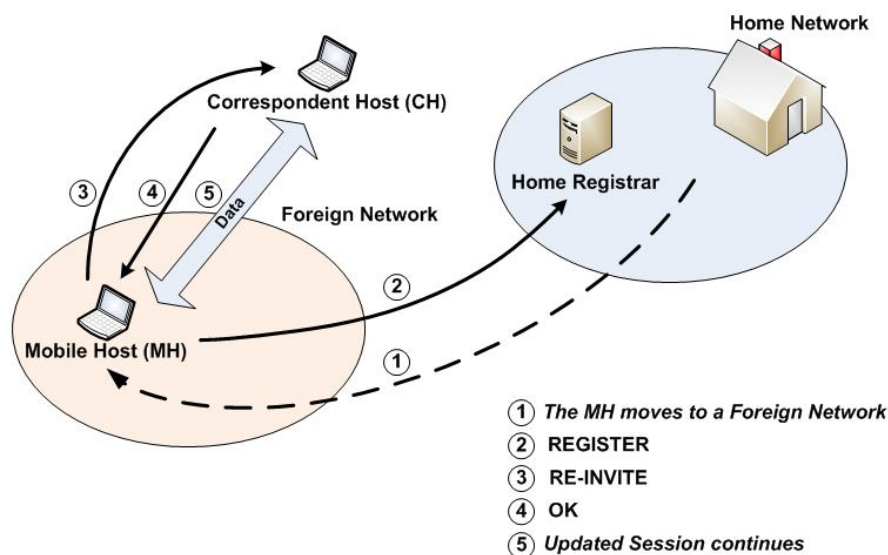 Home Network
Correspondent Host (CH)
Home Registrar
3
4
5
Data
Foreign Network
2
Mobile Host (MH)
1
1 The MH moves to a Foreign Network
2 REGISTER
3 RE-INVITE
4 OK
5 Updated Session continues